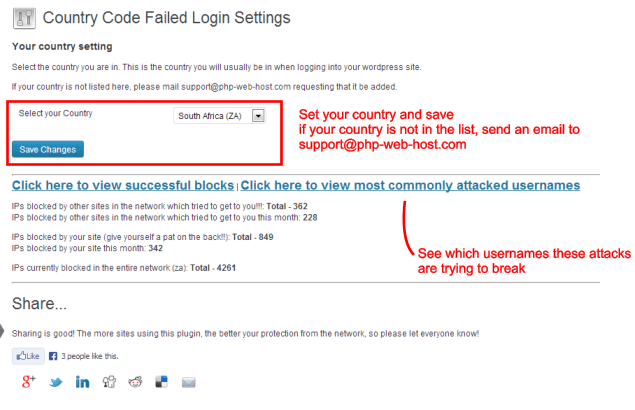 Country Code Failed Login Settings
Your country setting
Select the country you are in. This is the country you will usually be in when logging into your wordpress site.
If your country is not listed here, please mail support@php-web-host.com requesting that it be added.
Select your Country
South Africa (ZA)
Save Changes
Set your country and save
if your country is not in the list, send an email to
support@php-web-host.com
Click here to view successful blocks | Click here to view most commonly attacked usernames
IPs blocked by other sites in the network which tried to get to you!!!: Total - 362
IPs blocked by other sites in the network which tried to get to you this month: 228
IPs blocked by your site (give yourself a pat on the back!!): Total - 849
IPs blocked by your site this month: 342
IPs currently blocked in the entire network (za): Total - 4261
See which usernames these attacks
are trying to break
Share...
Sharing is good! The more sites using this plugin, the better your protection from the network, so please let everyone know!
Like
3 people like this.